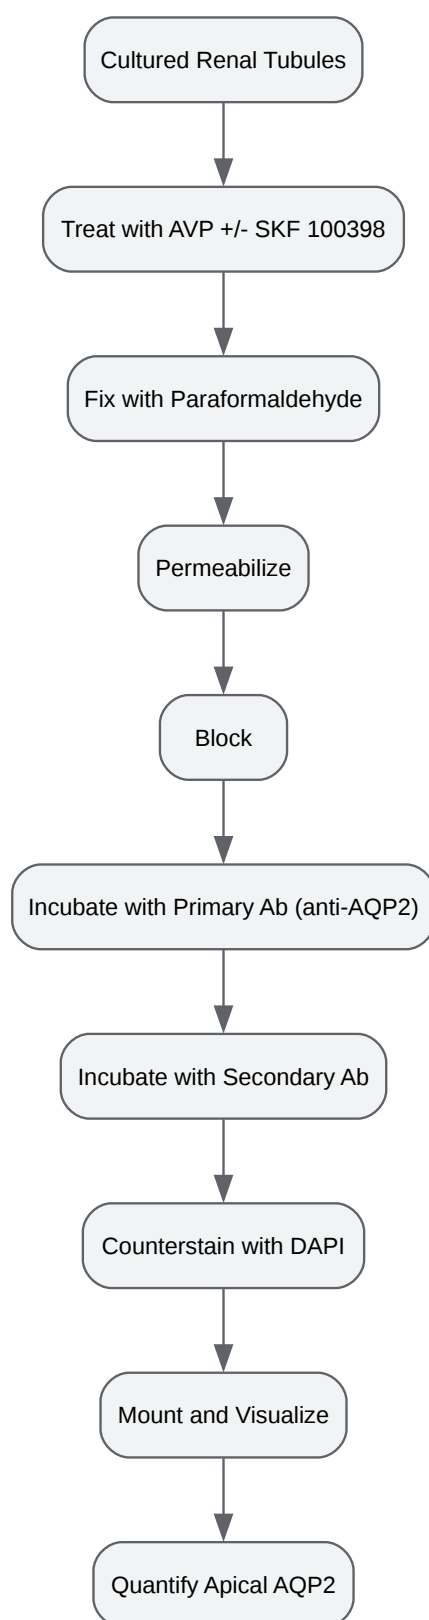 Cultured Renal Tubules
Treat with AVP +/- SKF 100398
Fix with Paraformaldehyde
Permeabilize
Block
Incubate with Primary Ab (anti-AQP2)
Incubate with Secondary Ab
Counterstain with DAPI
Mount and Visualize
Quantify Apical AQP2